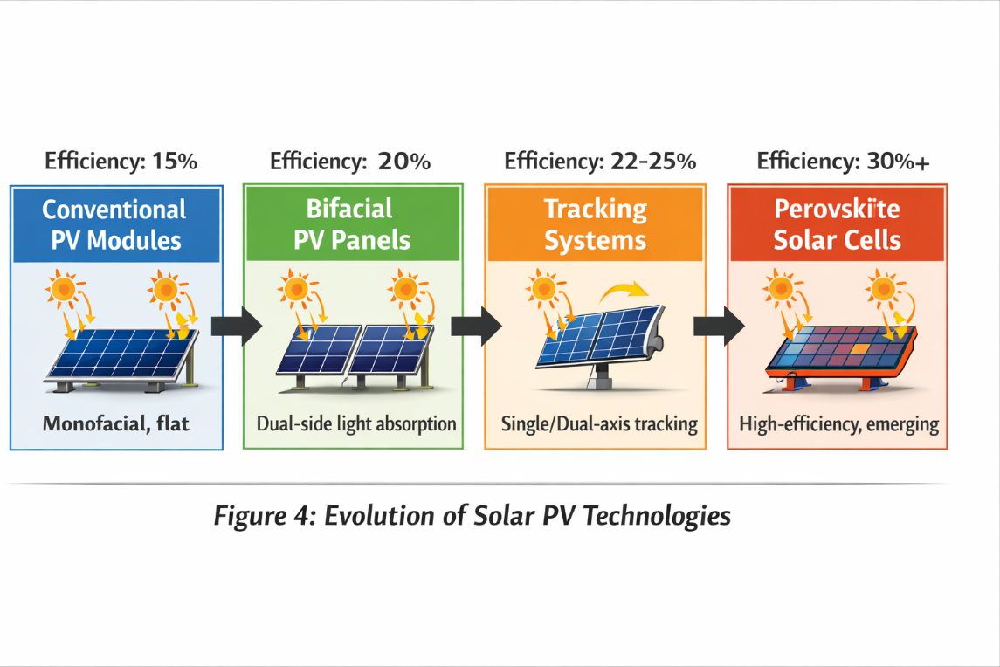 Efficiency: 15%
Conventional
PV Modules
Monofacial, flat
Efficiency: 20%
Bifacial
PV Panels
Dual-side light absorption
Efficiency: 22-25%
Tracking
Systems
Single/Dual-axis tracking
Efficiency: 30%+
Perovskite
Solar Cells
High-efficiency, emerging
Figure 4: Evolution of Solar PV Technologies